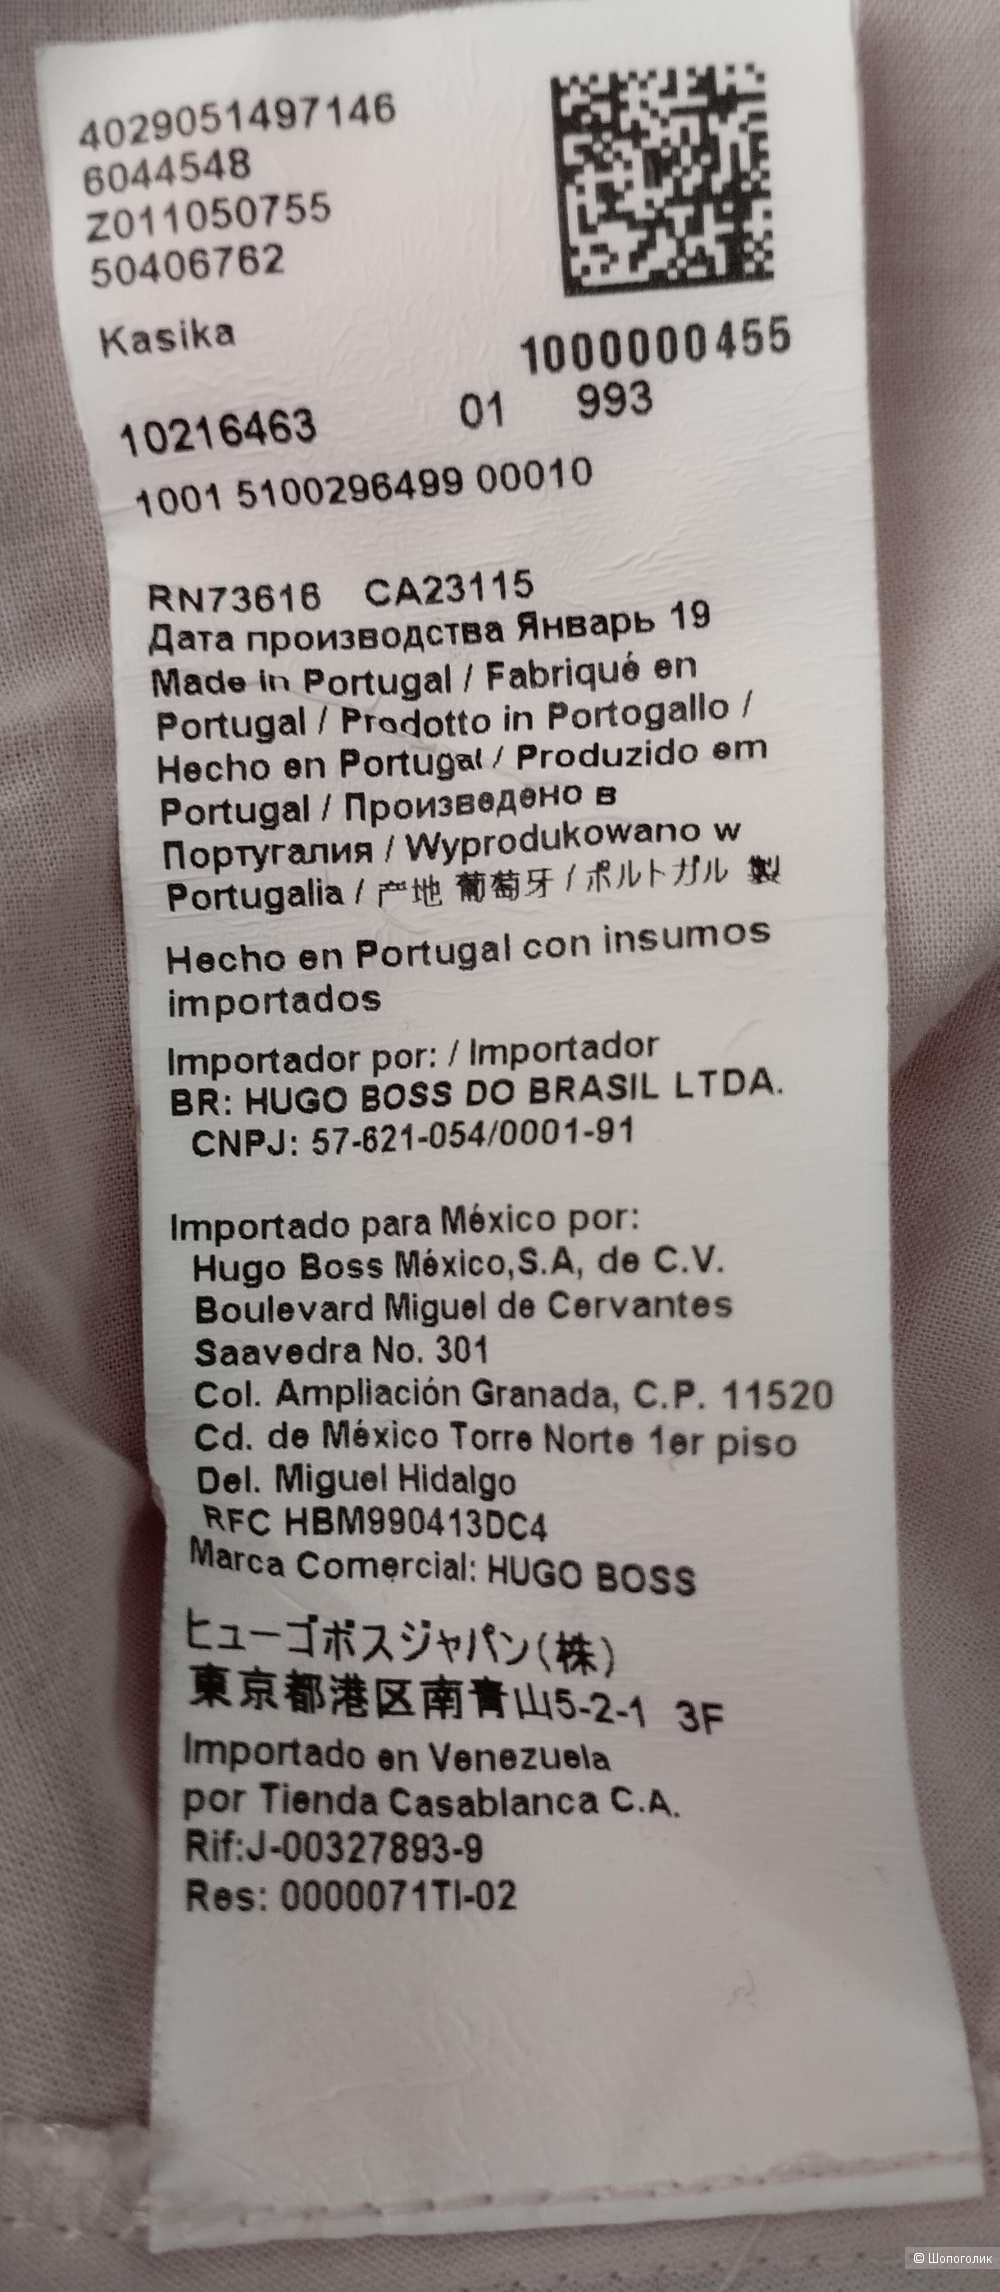 4029051497146
6044548
Z011050755
50406762
Kasika
1000000455
10216463 01 993
1001 5100296499 00010
RN73616 CA23115
Дата производства Январь 19
Made in Portugal / Fabriqué en
Portugal / Prodotto in Portogallo /
Hecho en Portugal / Produzido em
Portugal / Произведено в
Португалия / Wyprodukowano w
Portugalia / 产地 葡萄牙 / ポルトガル 製
Hecho en Portugal con insumos
importados
Importador por: / Importador
BR: HUGO BOSS DO BRASIL LTDA.
CNPJ: 57-621-054/0001-91
Importado para México por:
Hugo Boss México,S.A, de C.V.
Boulevard Miguel de Cervantes
Saavedra No. 301
Col. Ampliación Granada, C.P. 11520
Cd. de México Torre Norte 1er piso
Del. Miguel Hidalgo
RFC HBM990413DC4
Marca Comercial: HUGO BOSS
ヒューゴボスジャパン(株)
東京都港区南青山5-2-1 3F
Importado en Venezuela
por Tienda Casablanca C.A.
Rif:J-00327893-9
Res: 0000071TI-02
© Шопоголик